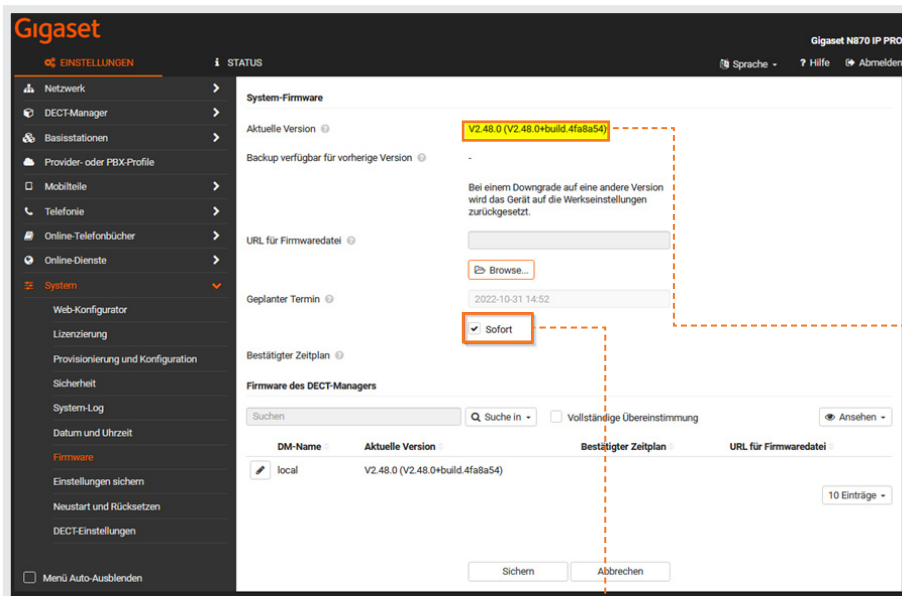 Gigaset
Gigaset N870 IP PRO
EINSTELLUNGEN
STATUS
Sprache
? Hilfe
Abmelden
Netzwerk
DECT-Manager
Basisstationen
Provider- oder PBX-Profile
Mobilteile
Telefonie
Online-Telefonbücher
Online-Dienste
System
Web-Konfigurator
Lizenzierung
Provisionierung und Konfiguration
Sicherheit
System-Log
Datum und Uhrzeit
Firmware
Einstellungen sichern
Neustart und Rücksetzen
DECT-Einstellungen
Menü Auto-Ausblenden
System-Firmware
Aktuelle Version
V2.48.0 (V2.48.0+build.4fa8a54)
Backup verfügbar für vorherige Version
-
Bei einem Downgrade auf eine andere Version
wird das Gerät auf die Werkseinstellungen
zurückgesetzt.
URL für Firmwaredatei
Browse...
Geplanter Termin
2022-10-31 14:52
Sofort
Bestätigter Zeitplan
Firmware des DECT-Managers
Suchen
Suche in
Vollständige Übereinstimmung
Ansehen
DM-Name
Aktuelle Version
Bestätigter Zeitplan
URL für Firmwaredatei
local
V2.48.0 (V2.48.0+build.4fa8a54)
10 Einträge
Sichern
Abbrechen